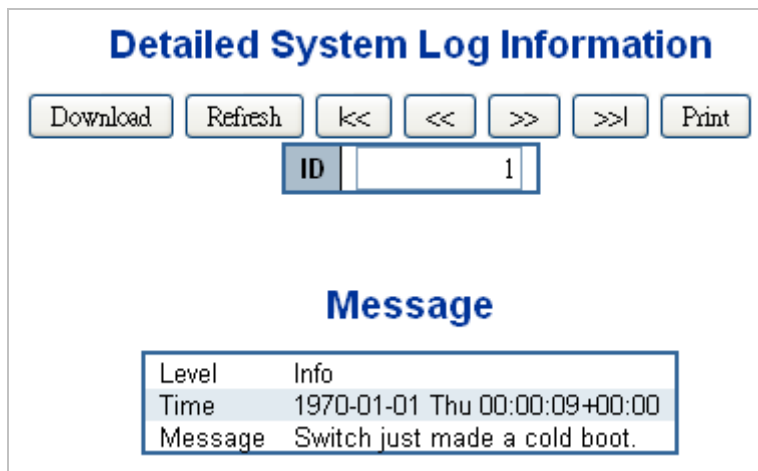 Detailed System Log Information
Download Refresh |<< << >> >>| Print
ID 1
Message
Level Info
Time 1970-01-01 Thu 00:00:09+00:00
Message Switch just made a cold boot.